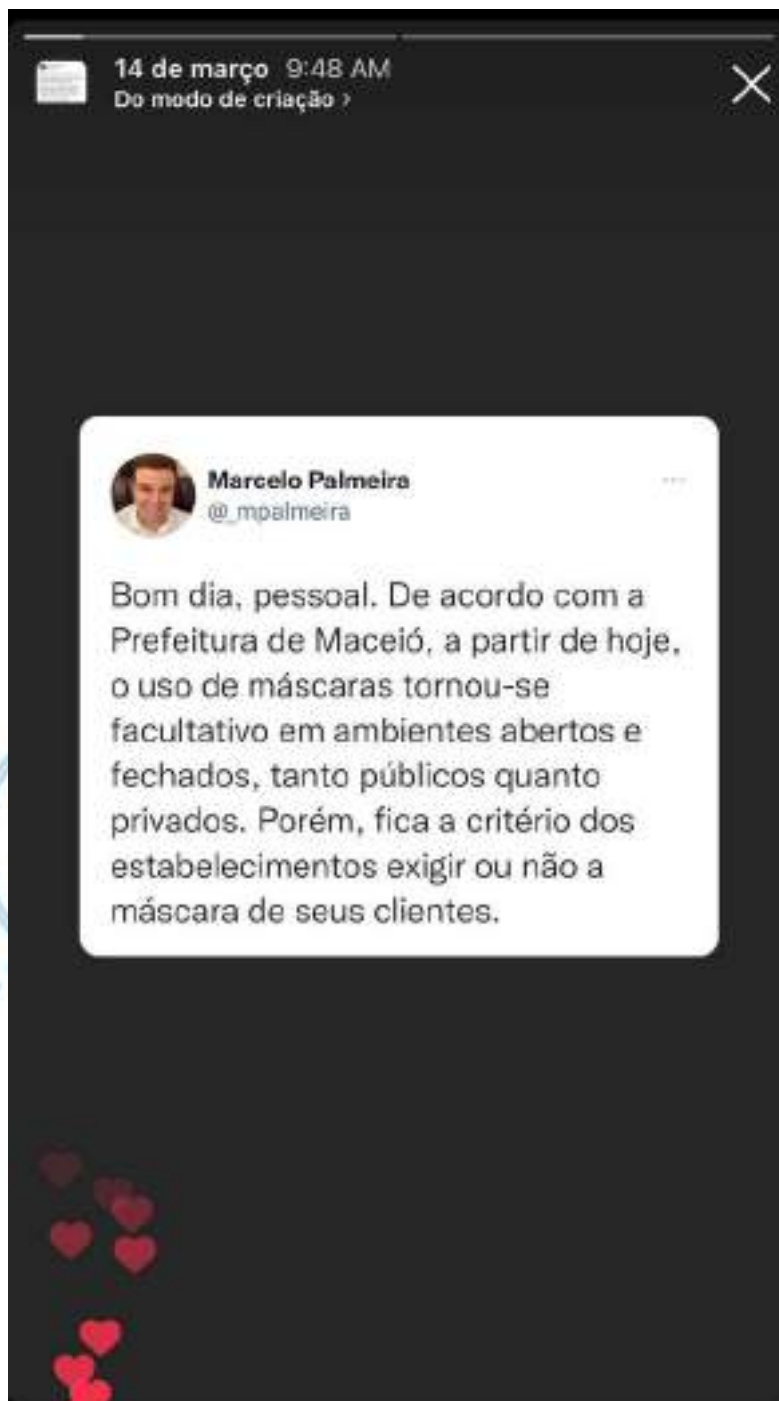 14 de março 9:48 AM
Do modo de criação ›
Marcelo Palmeira
@_mpalmeira
Bom dia, pessoal. De acordo com a
Prefeitura de Maceió, a partir de hoje,
o uso de máscaras tornou-se
facultativo em ambientes abertos e
fechados, tanto públicos quanto
privados. Porém, fica a critério dos
estabelecimentos exigir ou não a
máscara de seus clientes.